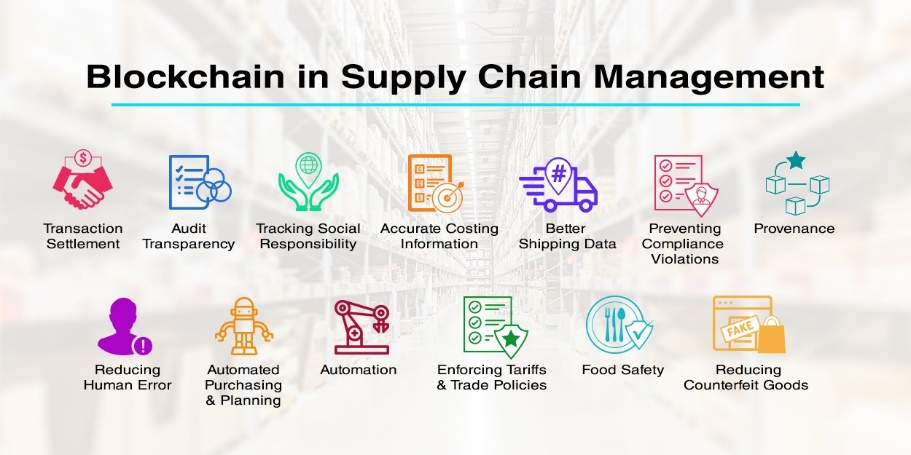 Blockchain in Supply Chain Management
$
#
Transaction
Settlement
Audit
Transparency
Tracking Social
Responsibility
Accurate Costing
Information
Better
Shipping Data
Preventing
Compliance
Violations
Provenance
FAKE
Reducing
Human Error
Automated
Purchasing
& Planning
Automation
Enforcing Tariffs
& Trade Policies
Food Safety
Reducing
Counterfeit Goods